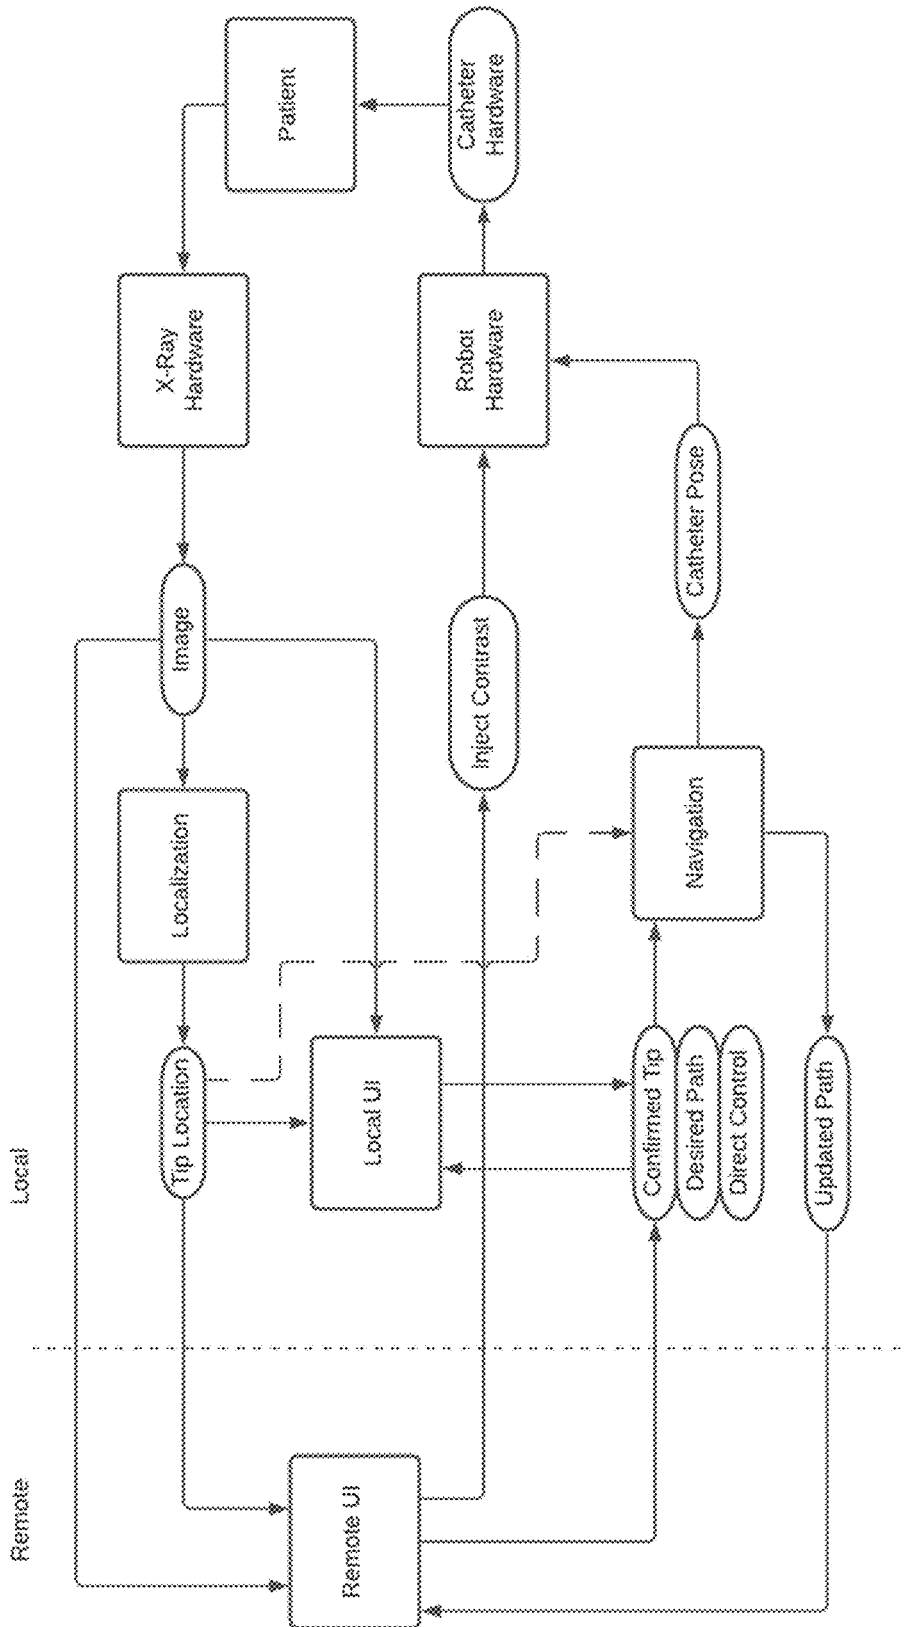 Remote
Local
Remote UI
Tip Location
Localization
Image
X-Ray
Hardware
Patient
Local UI
Inject Contrast
Robot
Hardware
Catheter
Hardware
Confirmed Tip
Desired Path
Direct Control
Navigation
Catheter Pose
Updated Path